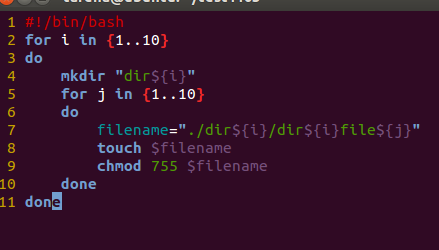 1 #!/bin/bash
2 for i in {1..10}
3 do
4     mkdir "dir${i}"
5     for j in {1..10}
6     do
7         filename="./dir${i}/dir${i}file${j}"
8         touch $filename
9         chmod 755 $filename
10     done
11 done